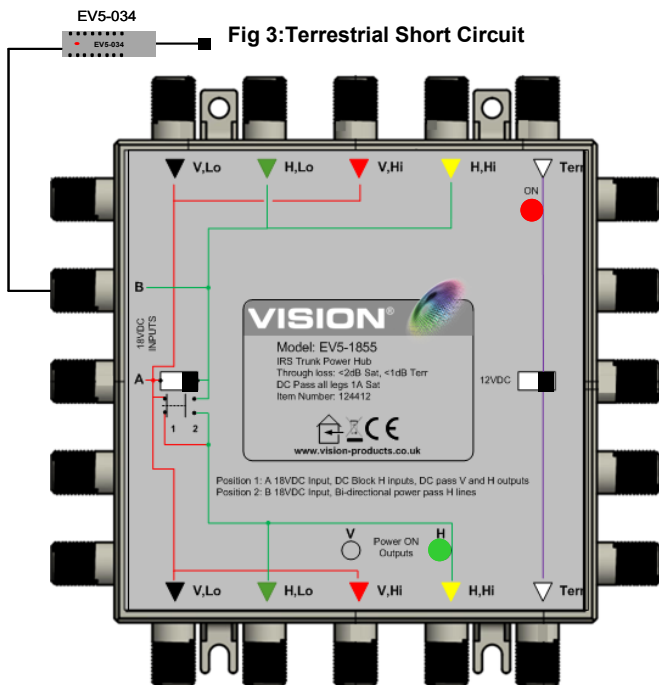 EV5-034
EV5-034
Fig 3:Terrestrial Short Circuit
V,Lo H,Lo V,Hi H,Hi Terr
ON
B
18VDC
INPUTS
A
1 2
VISION®
Model: EV5-1855
IRS Trunk Power Hub
Through loss: <2dB Sat, <1dB Terr
DC Pass all legs 1A Sat
Item Number: 124412
CE
www.vision-products.co.uk
12VDC
Position 1: A 18VDC Input, DC Block H inputs, DC pass V and H outputs
Position 2: B 18VDC Input, Bi-directional power pass H lines
V H
Power ON
Outputs
V,Lo H,Lo V,Hi H,Hi Terr